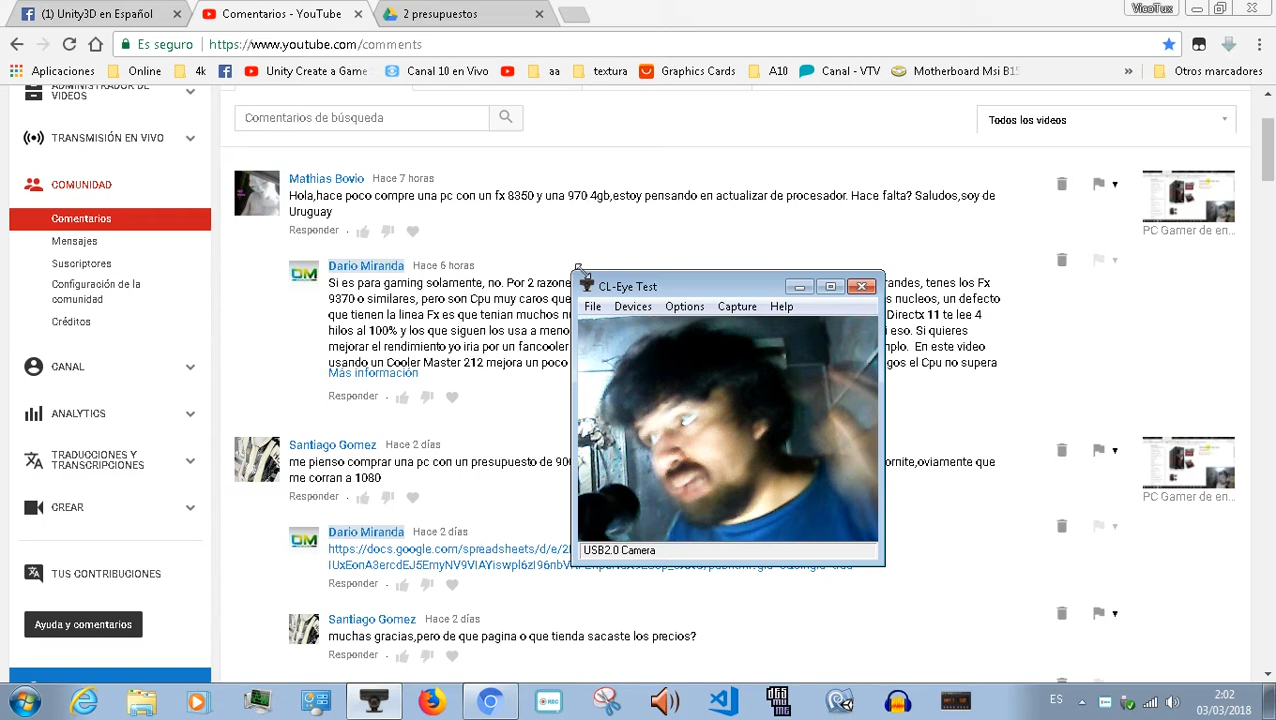 (1) Unity3D en Español
Comentarios - YouTube
2 presupuestos
VicoTux
Es seguro
https://www.youtube.com/comments
Aplicaciones
Online
4k
Unity Create a Game
Canal 10 en Vivo
aa
textura
Graphics Cards
A10
Canal - VTV
Motherboard Msi B15
»
Otros marcadores
ADMINISTRADOR DE
VIDEOS
TRANSMISIÓN EN VIVO
COMUNIDAD
Comentarios
Mensajes
Suscriptores
Configuración de la
comunidad
Créditos
CANAL
ANALYTICS
TRADUCCIONES Y
TRANSCRIPCIONES
CREAR
TUS CONTRIBUCIONES
Ayuda y comentarios
Comentarios de búsqueda
Todos los videos
Mathias Bovio Hace 7 horas
Hola,hace poco compre una pc con un fx 8350 y una 970 4gb,estoy pensando en actualizar de procesador. Hace falta? Saludos,soy de
Uruguay
Responder
PC Gamer de en...
Dario Miranda Hace 6 horas
Si es para gaming solamente, no. Por 2 razone
randes, tenes los Fx
9370 o similares, pero son Cpu muy caros que
s nucleos, un defecto
que tienen la linea Fx es que tenian muchos n
Directx 11 te lee 4
hilos al 100% y los que siguen los usa a meno
i eso. Si quieres
mejorar el rendimiento yo iria por un fancooler
. En este video
usando un Cooler Master 212 mejora un poco
gos el Cpu no supera
Más información
Responder
CL-Eye Test
File Devices Options Capture Help
USB2.0 Camera
Santiago Gomez Hace 2 días
me pienso comprar una pc con un presupuesto de 900
ornite,oviamente que
me corran a 1080
Responder
PC Gamer de en...
Dario Miranda Hace 2 días
https://docs.google.com/spreadsheets/d/e/2
Responder
Santiago Gomez Hace 2 días
muchas gracias,pero de que pagina o que tienda sacaste los precios?
Responder
REC
ES
2:02
03/03/2018